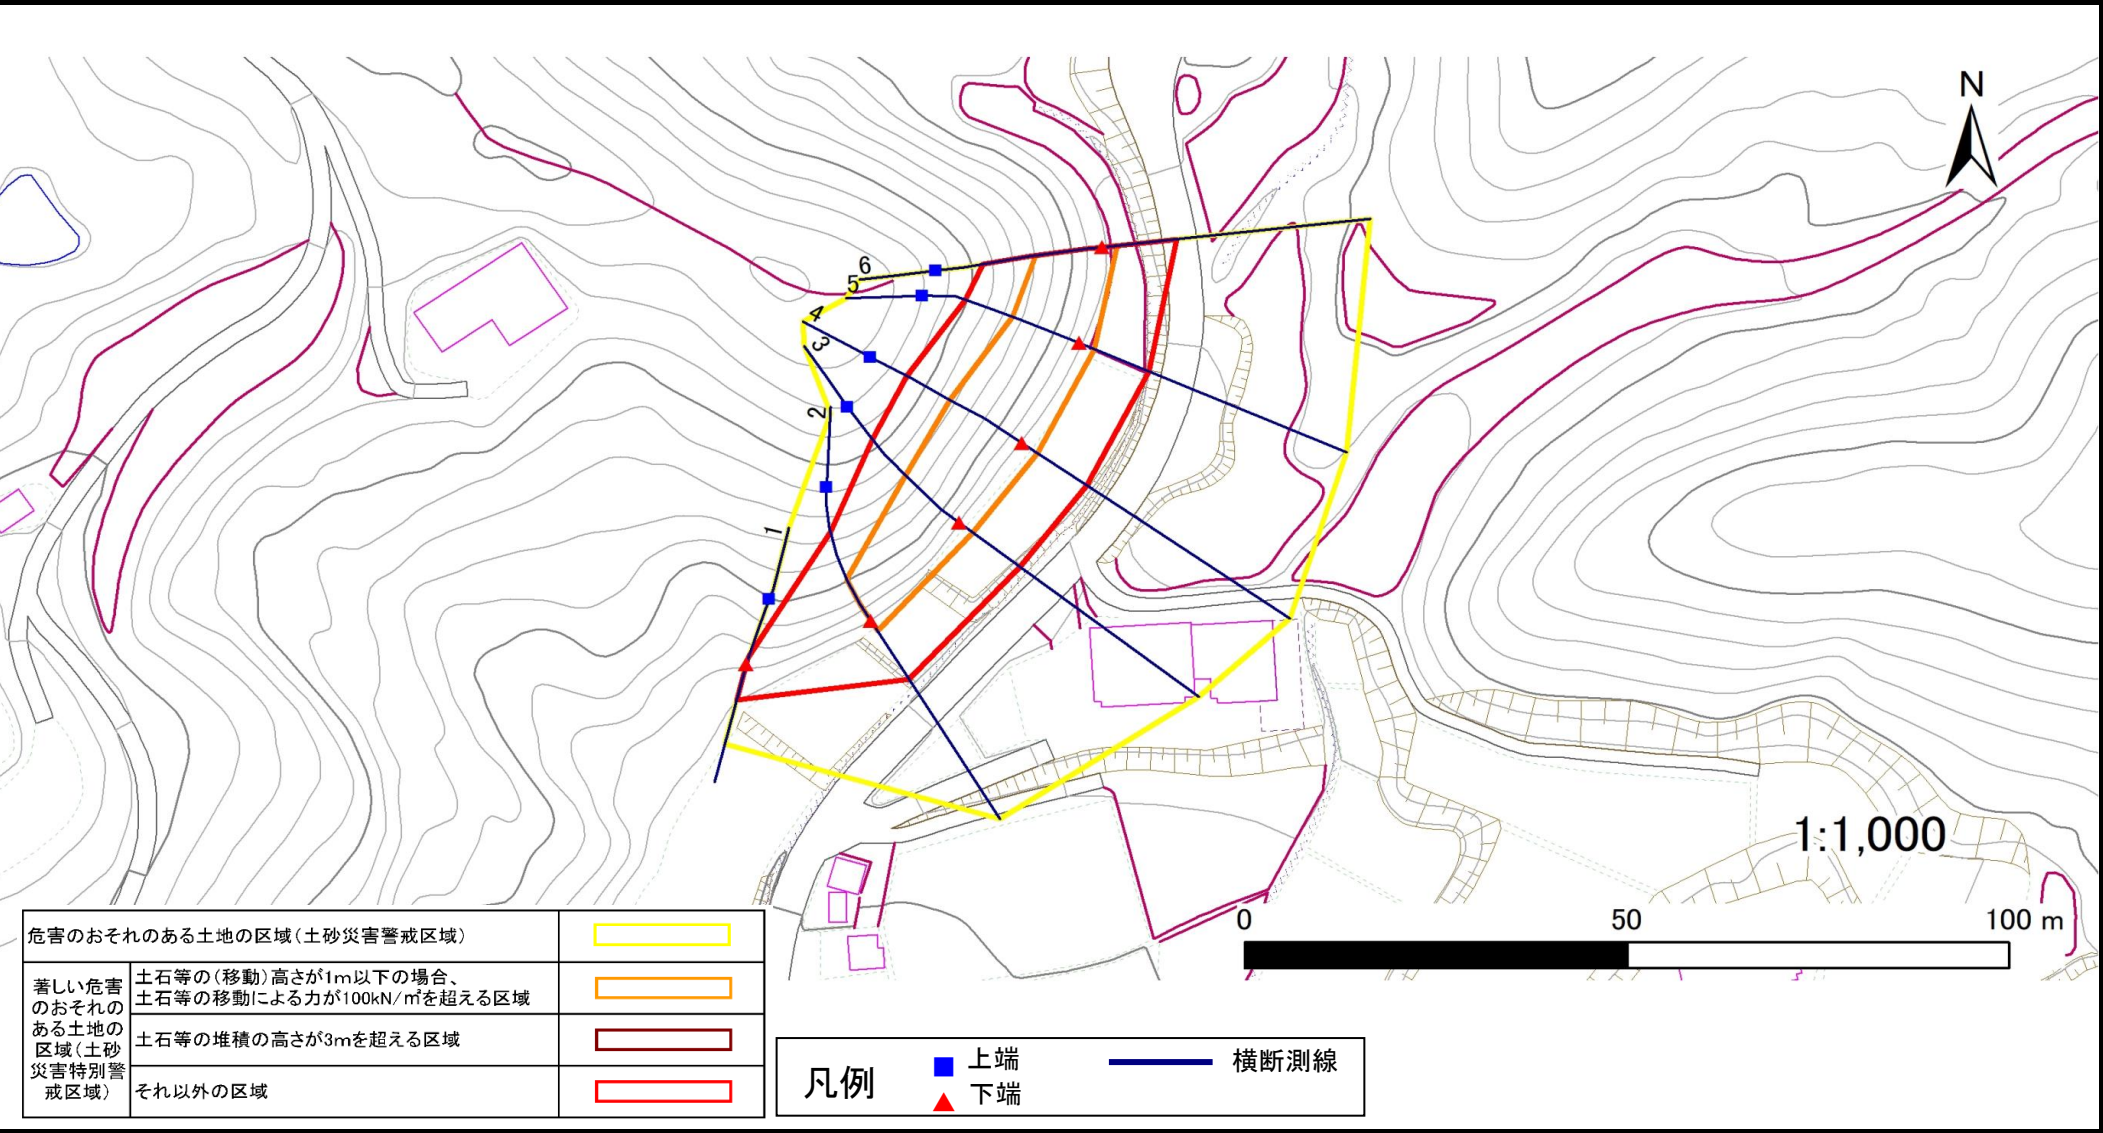 N
6
5
4
3
2
1
1:1,000
0 50 100 m
危害のおそれのある土地の区域(土砂災害警戒区域)
著しい危害
のおそれの
ある土地の
区域(土砂
災害特別警
戒区域)
土石等の(移動)高さが1m以下の場合、
土石等の移動による力が100kN/㎡を超える区域
土石等の堆積の高さが3mを超える区域
それ以外の区域
凡例
上端
下端
横断測線